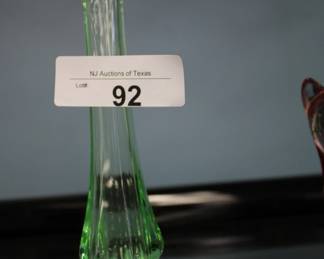 NJ Auctions of Texas
Lot#:
92